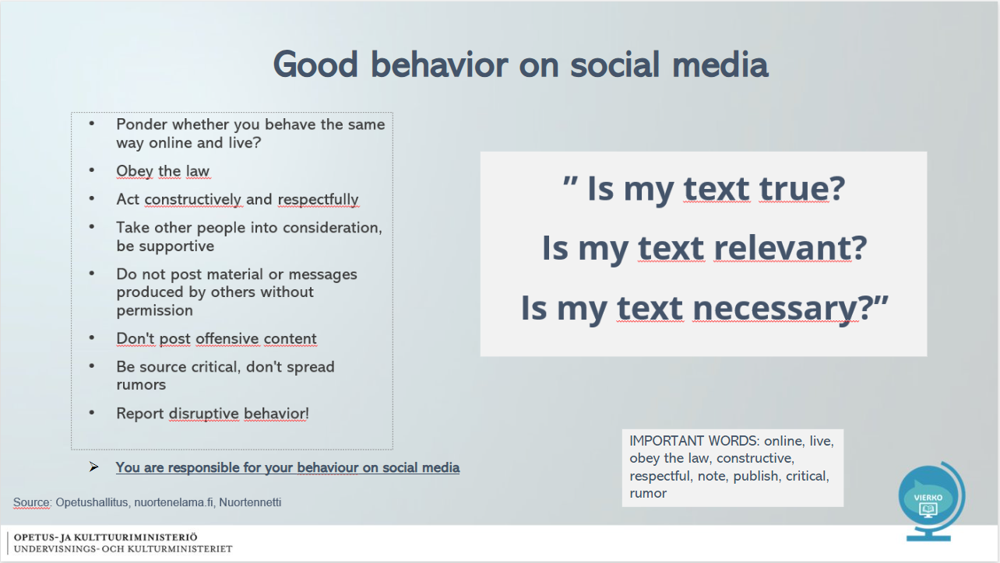 Good behavior on social media
• Ponder whether you behave the same
way online and live?
• Obey the law
• Act constructively and respectfully
• Take other people into consideration,
be supportive
• Do not post material or messages
produced by others without
permission
• Don't post offensive content
• Be source critical, don't spread
rumors
• Report disruptive behavior!
➢ You are responsible for your behaviour on social media
” Is my text true?
Is my text relevant?
Is my text necessary?”
IMPORTANT WORDS: online, live,
obey the law, constructive,
respectful, note, publish, critical,
rumor
VIERKO
Source: Opetushallitus, nuortenelama.fi, Nuortennetti
OPETUS- JA KULTTUURIMINISTERIÖ
UNDERVISNINGS- OCH KULTURMINISTERIET